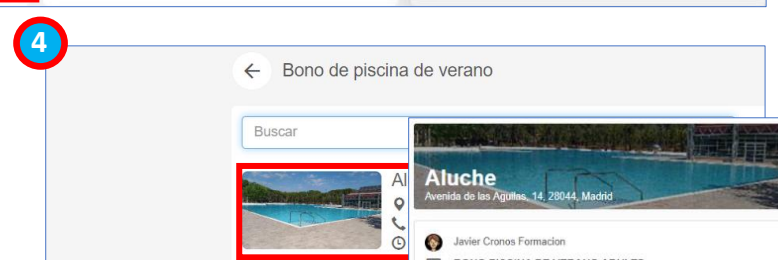 4
Bono de piscina de verano
Buscar
Al
Aluche
Avenida de las Aguilas, 14, 28044, Madrid
Javier Cronos Formacion